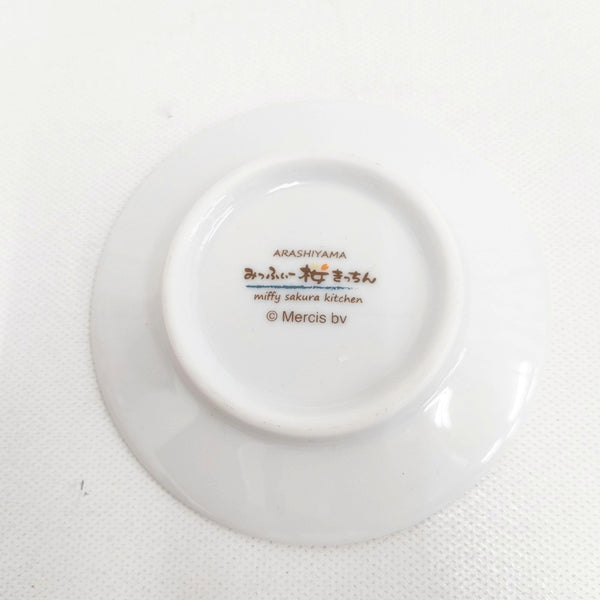 ARASHIYAMA
みっふぃー桜きっちん
miffy sakura kitchen
© Mercis bv